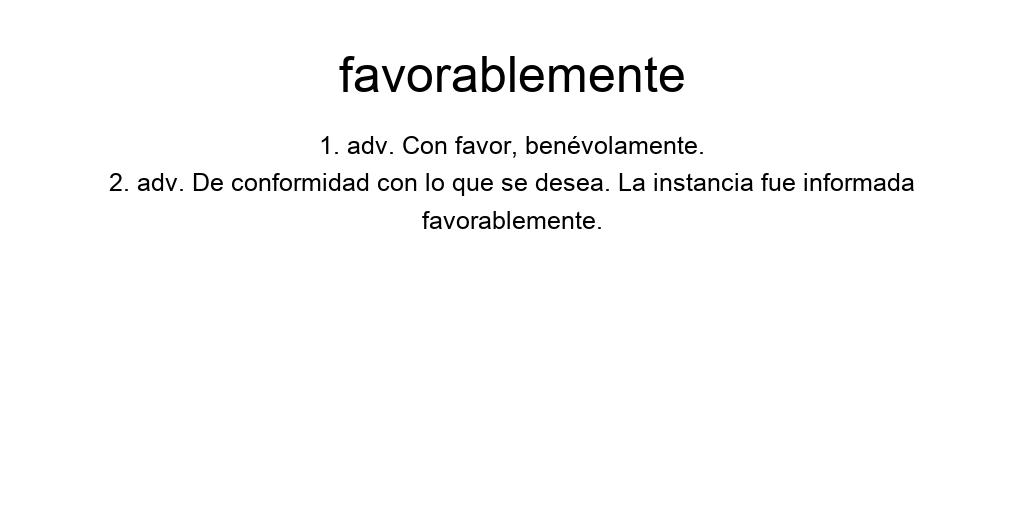 favorablemente
1. adv. Con favor, benévolamente.
2. adv. De conformidad con lo que se desea. La instancia fue informada
favorablemente.